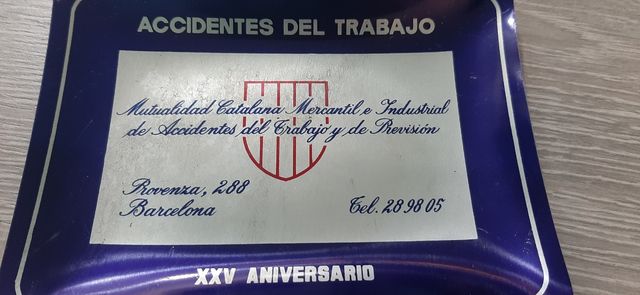 ACCIDENTES DEL TRABAJO
Mutualidad Catalana Mercantil e Industrial
de Accidentes del Trabajo y de Previsión
Provenza, 288
Barcelona Tel. 28 98 05
XXV ANIVERSARIO